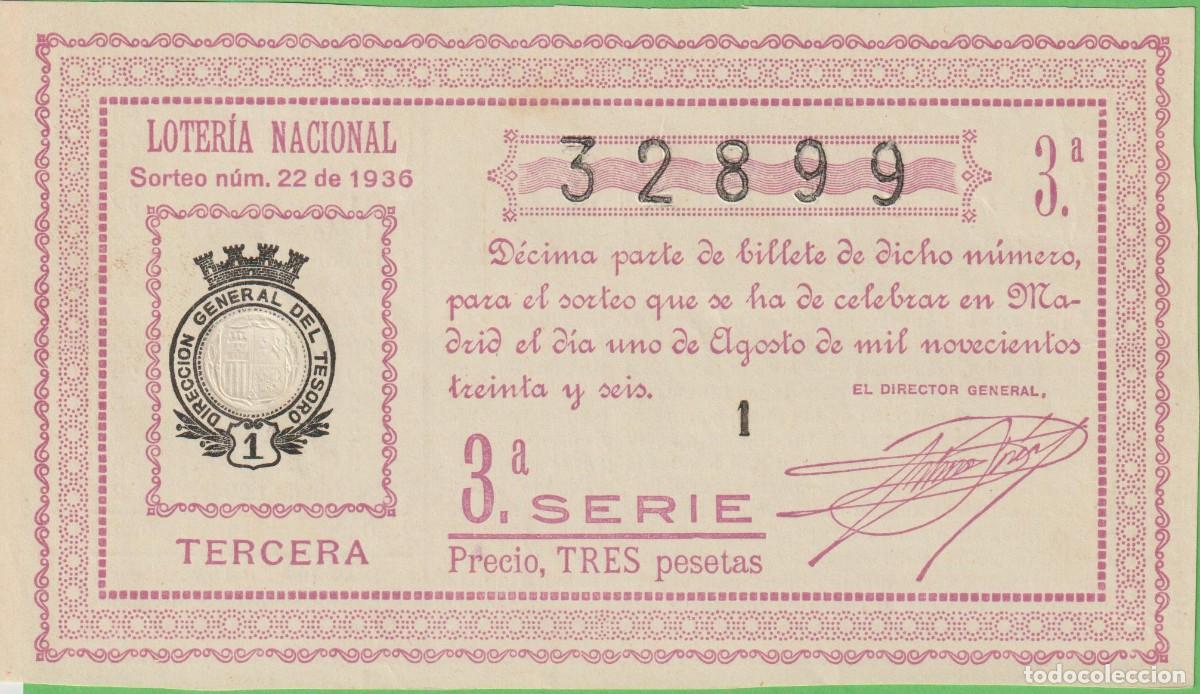 LOTERÍA NACIONAL
Sorteo núm. 22 de 1936
DIRECCION GENERAL DEL TESORO
1
TERCERA
32899
3.ª
Décima parte de billete de dicho número,
para el sorteo que se ha de celebrar en Ma-
drid el día uno de Agosto de mil novecientos
treinta y seis.
EL DIRECTOR GENERAL,
1
3.ª SERIE
Precio, TRES pesetas
todocoleccion